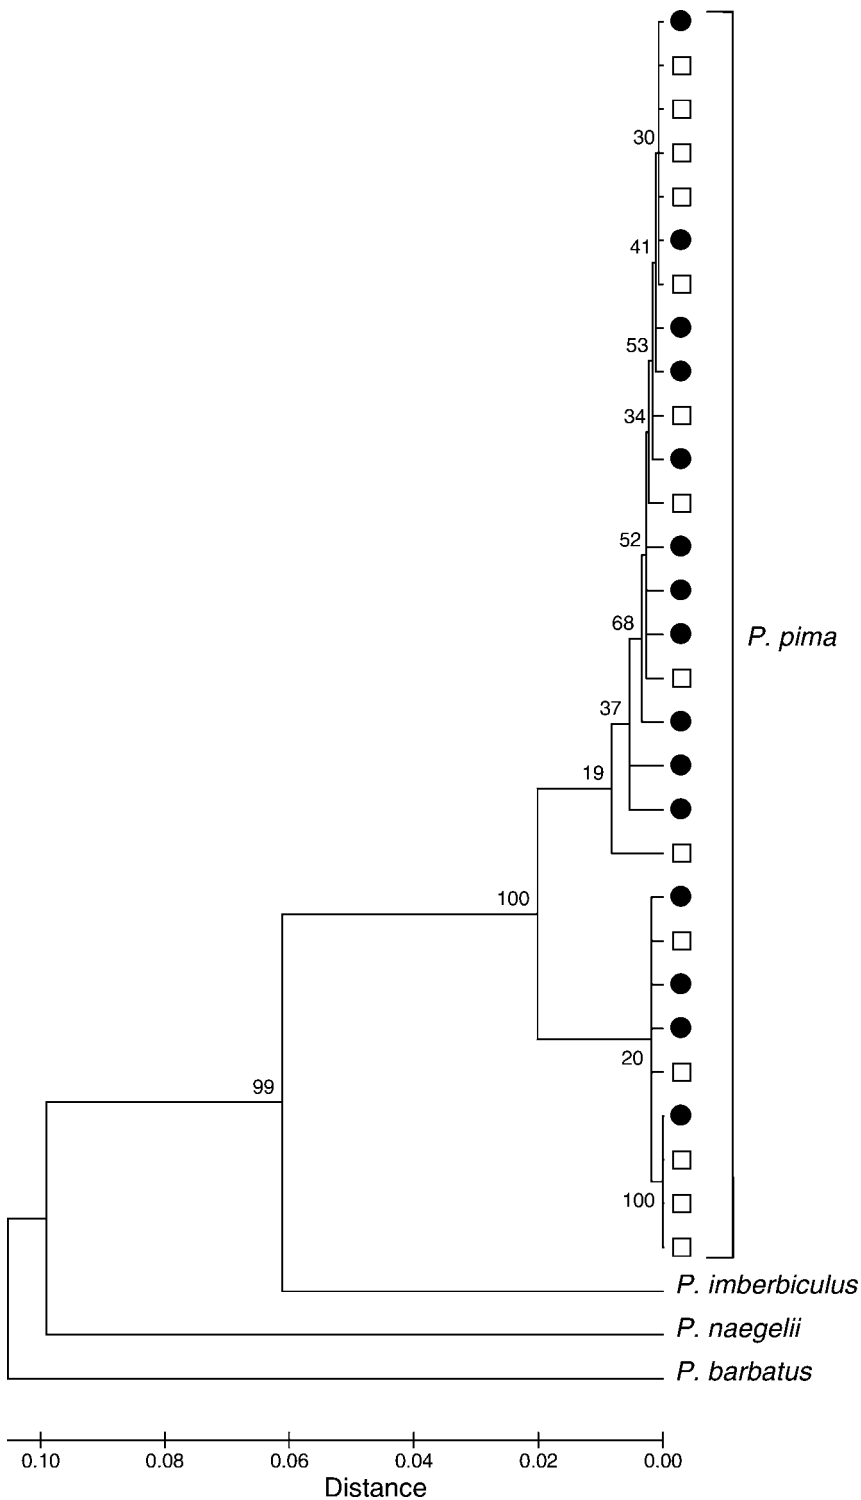 30
41
53
34
52
68
P. pima
37
19
100
99
20
100
P. imberbiculus
P. naegelii
P. barbatus
0.10 0.08 0.06 0.04 0.02 0.00
Distance